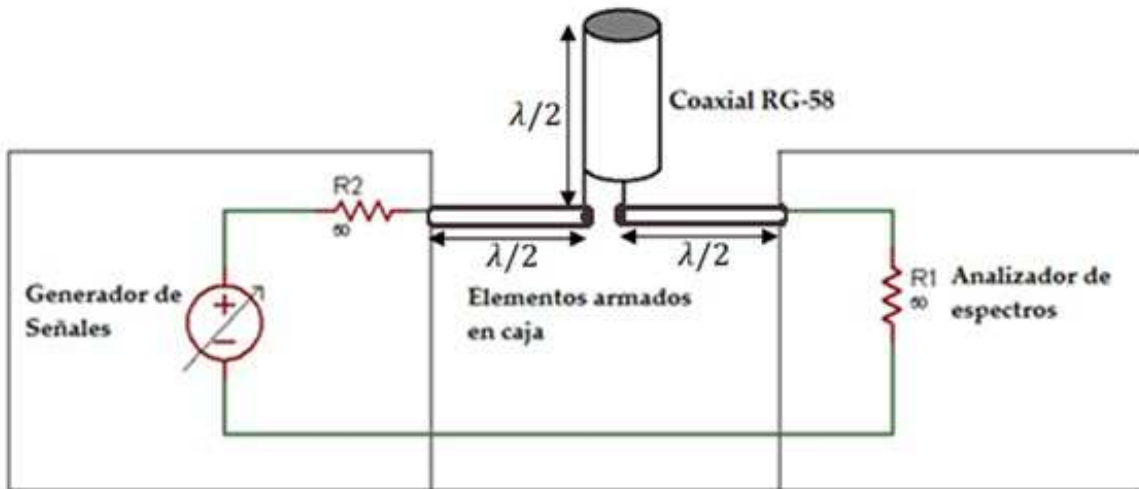 λ/2
Coaxial RG-58
R2
50
λ/2
λ/2
Generador de
Señales
+
−
Elementos armados
en caja
R1
50
Analizador de
espectros